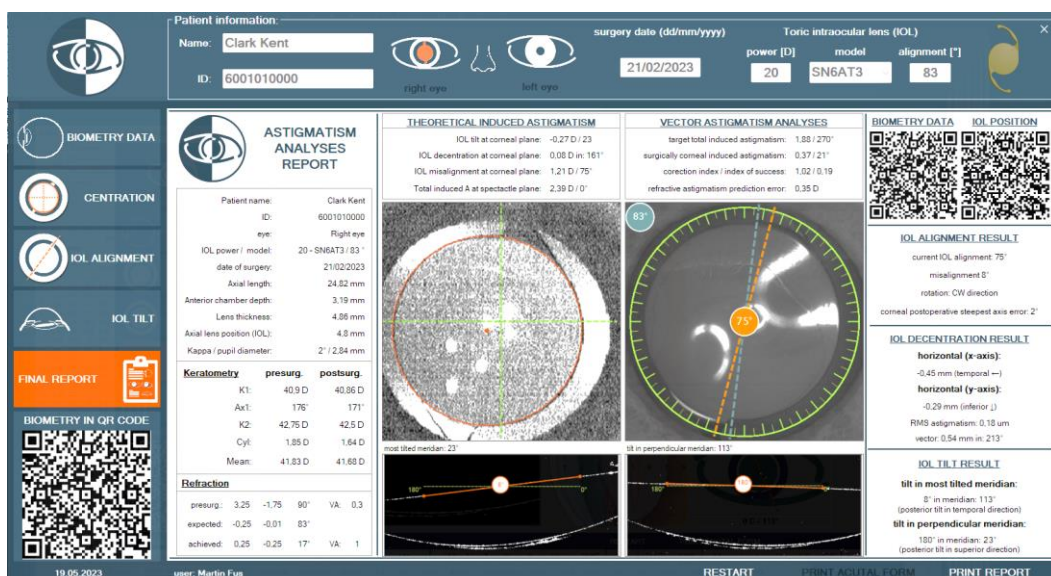 Patient information:
Name: Clark Kent
ID: 6001010000
right eye
left eye
surgery date (dd/mm/yyyy)
21/02/2023
Toric intraocular lens (IOL)
power [D] model alignment [°]
20 SN6AT3 83
×
BIOMETRY DATA
CENTRATION
IOL ALIGNMENT
IOL TILT
FINAL REPORT
BIOMETRY IN QR CODE
ASTIGMATISM
ANALYSES
REPORT
Patient name: Clark Kent
ID: 6001010000
eye: Right eye
IOL power / model: 20 - SN6AT3 / 83 °
date of surgery: 21/02/2023
Axial length: 24,82 mm
Anterior chamber depth: 3,19 mm
Lens thickness: 4,86 mm
Axial lens position (IOL): 4.8 mm
Kappa / pupil diameter: 2° / 2,84 mm
Keratometry presurg. postsurg.
K1: 40,9 D 40,86 D
Ax1: 176° 171°
K2: 42,75 D 42,5 D
Cyl: 1,85 D 1,64 D
Mean: 41,83 D 41,68 D
Refraction
presurg.: 3,25 -1,75 90° VA: 0,3
expected: -0,25 -0,01 83°
achieved: 0,25 -0,25 17° VA: 1
THEORETICAL INDUCED ASTIGMATISM
IOL tilt at corneal plane: -0,27 D / 23
IOL decentration at corneal plane: 0,08 D in: 161°
IOL misalignment at corneal plane: 1,21 D / 75°
Total induced A at spectactle plane: 2,39 D / 0°
VECTOR ASTIGMATISM ANALYSES
target total induced astigmatism: 1,88 / 270°
surgically corneal induced astigmatism: 0,37 / 21°
corection index / index of success: 1,02 / 0,19
refractive astigmatism prediction error: 0,35 D
83°
75°
most tilted meridian: 23°
tilt in perpendicular meridian: 113°
180° 8° 0°
180° 180° 0°
BIOMETRY DATA IOL POSITION
IOL ALIGNMENT RESULT
current IOL alignment: 75°
misalignment 8°
rotation: CW direction
corneal postoperative steepest axis error: 2°
IOL DECENTRATION RESULT
horizontal (x-axis):
-0,45 mm (temporal ←)
horizontal (y-axis):
-0.29 mm (inferior ↓)
RMS astigmatism: 0,18 um
vector: 0,54 mm in: 213°
IOL TILT RESULT
tilt in most tilted meridian:
8° in meridian: 113°
(posterior tilt in temporal direction)
tilt in perpendicular meridian:
180° in meridian: 23°
(posterior tilt in superior direction)
19.05.2023 user: Martin Fus RESTART PRINT ACUTAL FORM PRINT REPORT